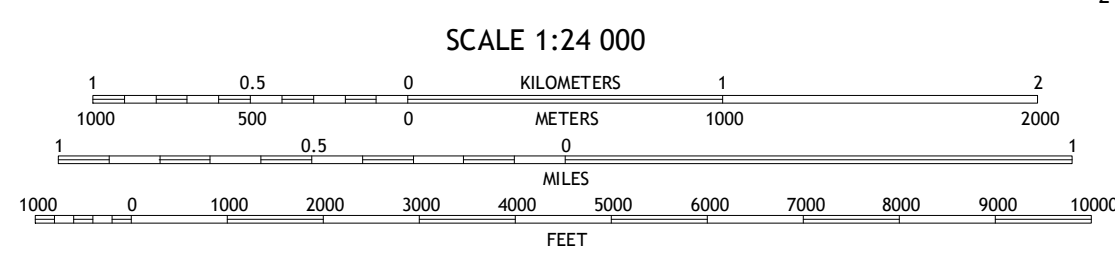 SCALE 1:24 000
1 0.5 0 KILOMETERS 1 2
1000 500 0 METERS 1000 2000
1 0.5 0 1
MILES
1000 0 1000 2000 3000 4000 5000 6000 7000 8000 9000 10000
FEET